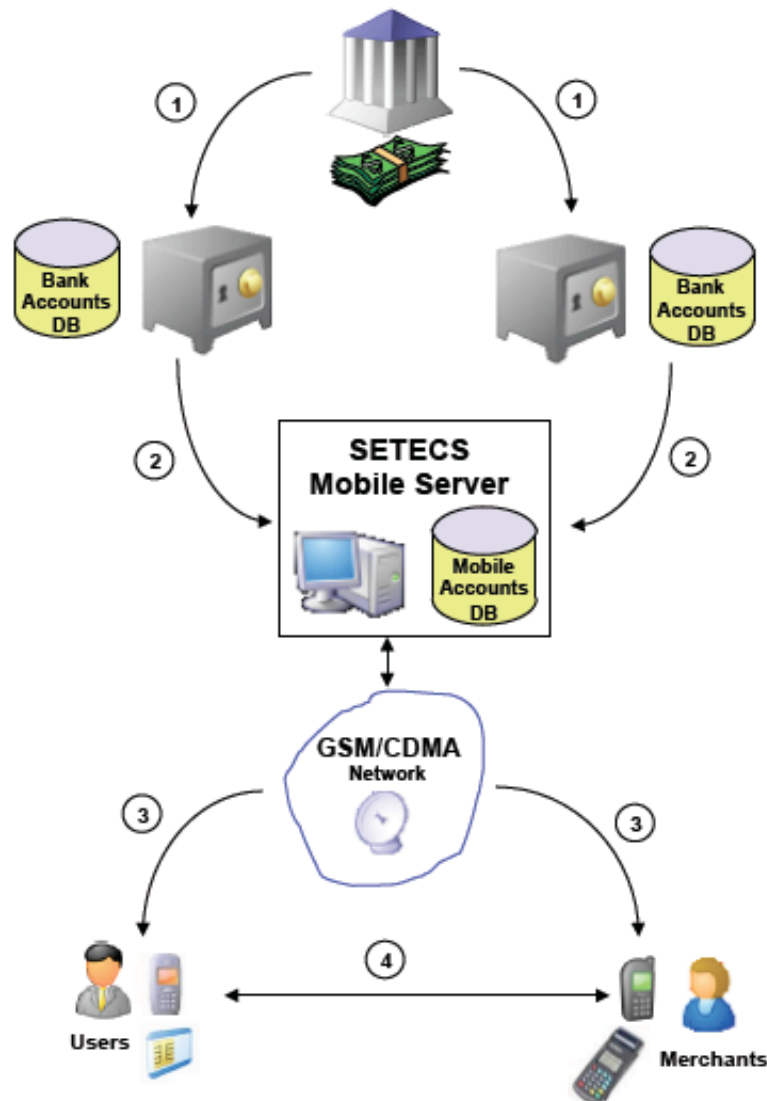 1
1
Bank
Accounts
DB
Bank
Accounts
DB
2
2
SETECS
Mobile Server
Mobile
Accounts
DB
GSM/CDMA
Network
3
3
4
Users
Merchants